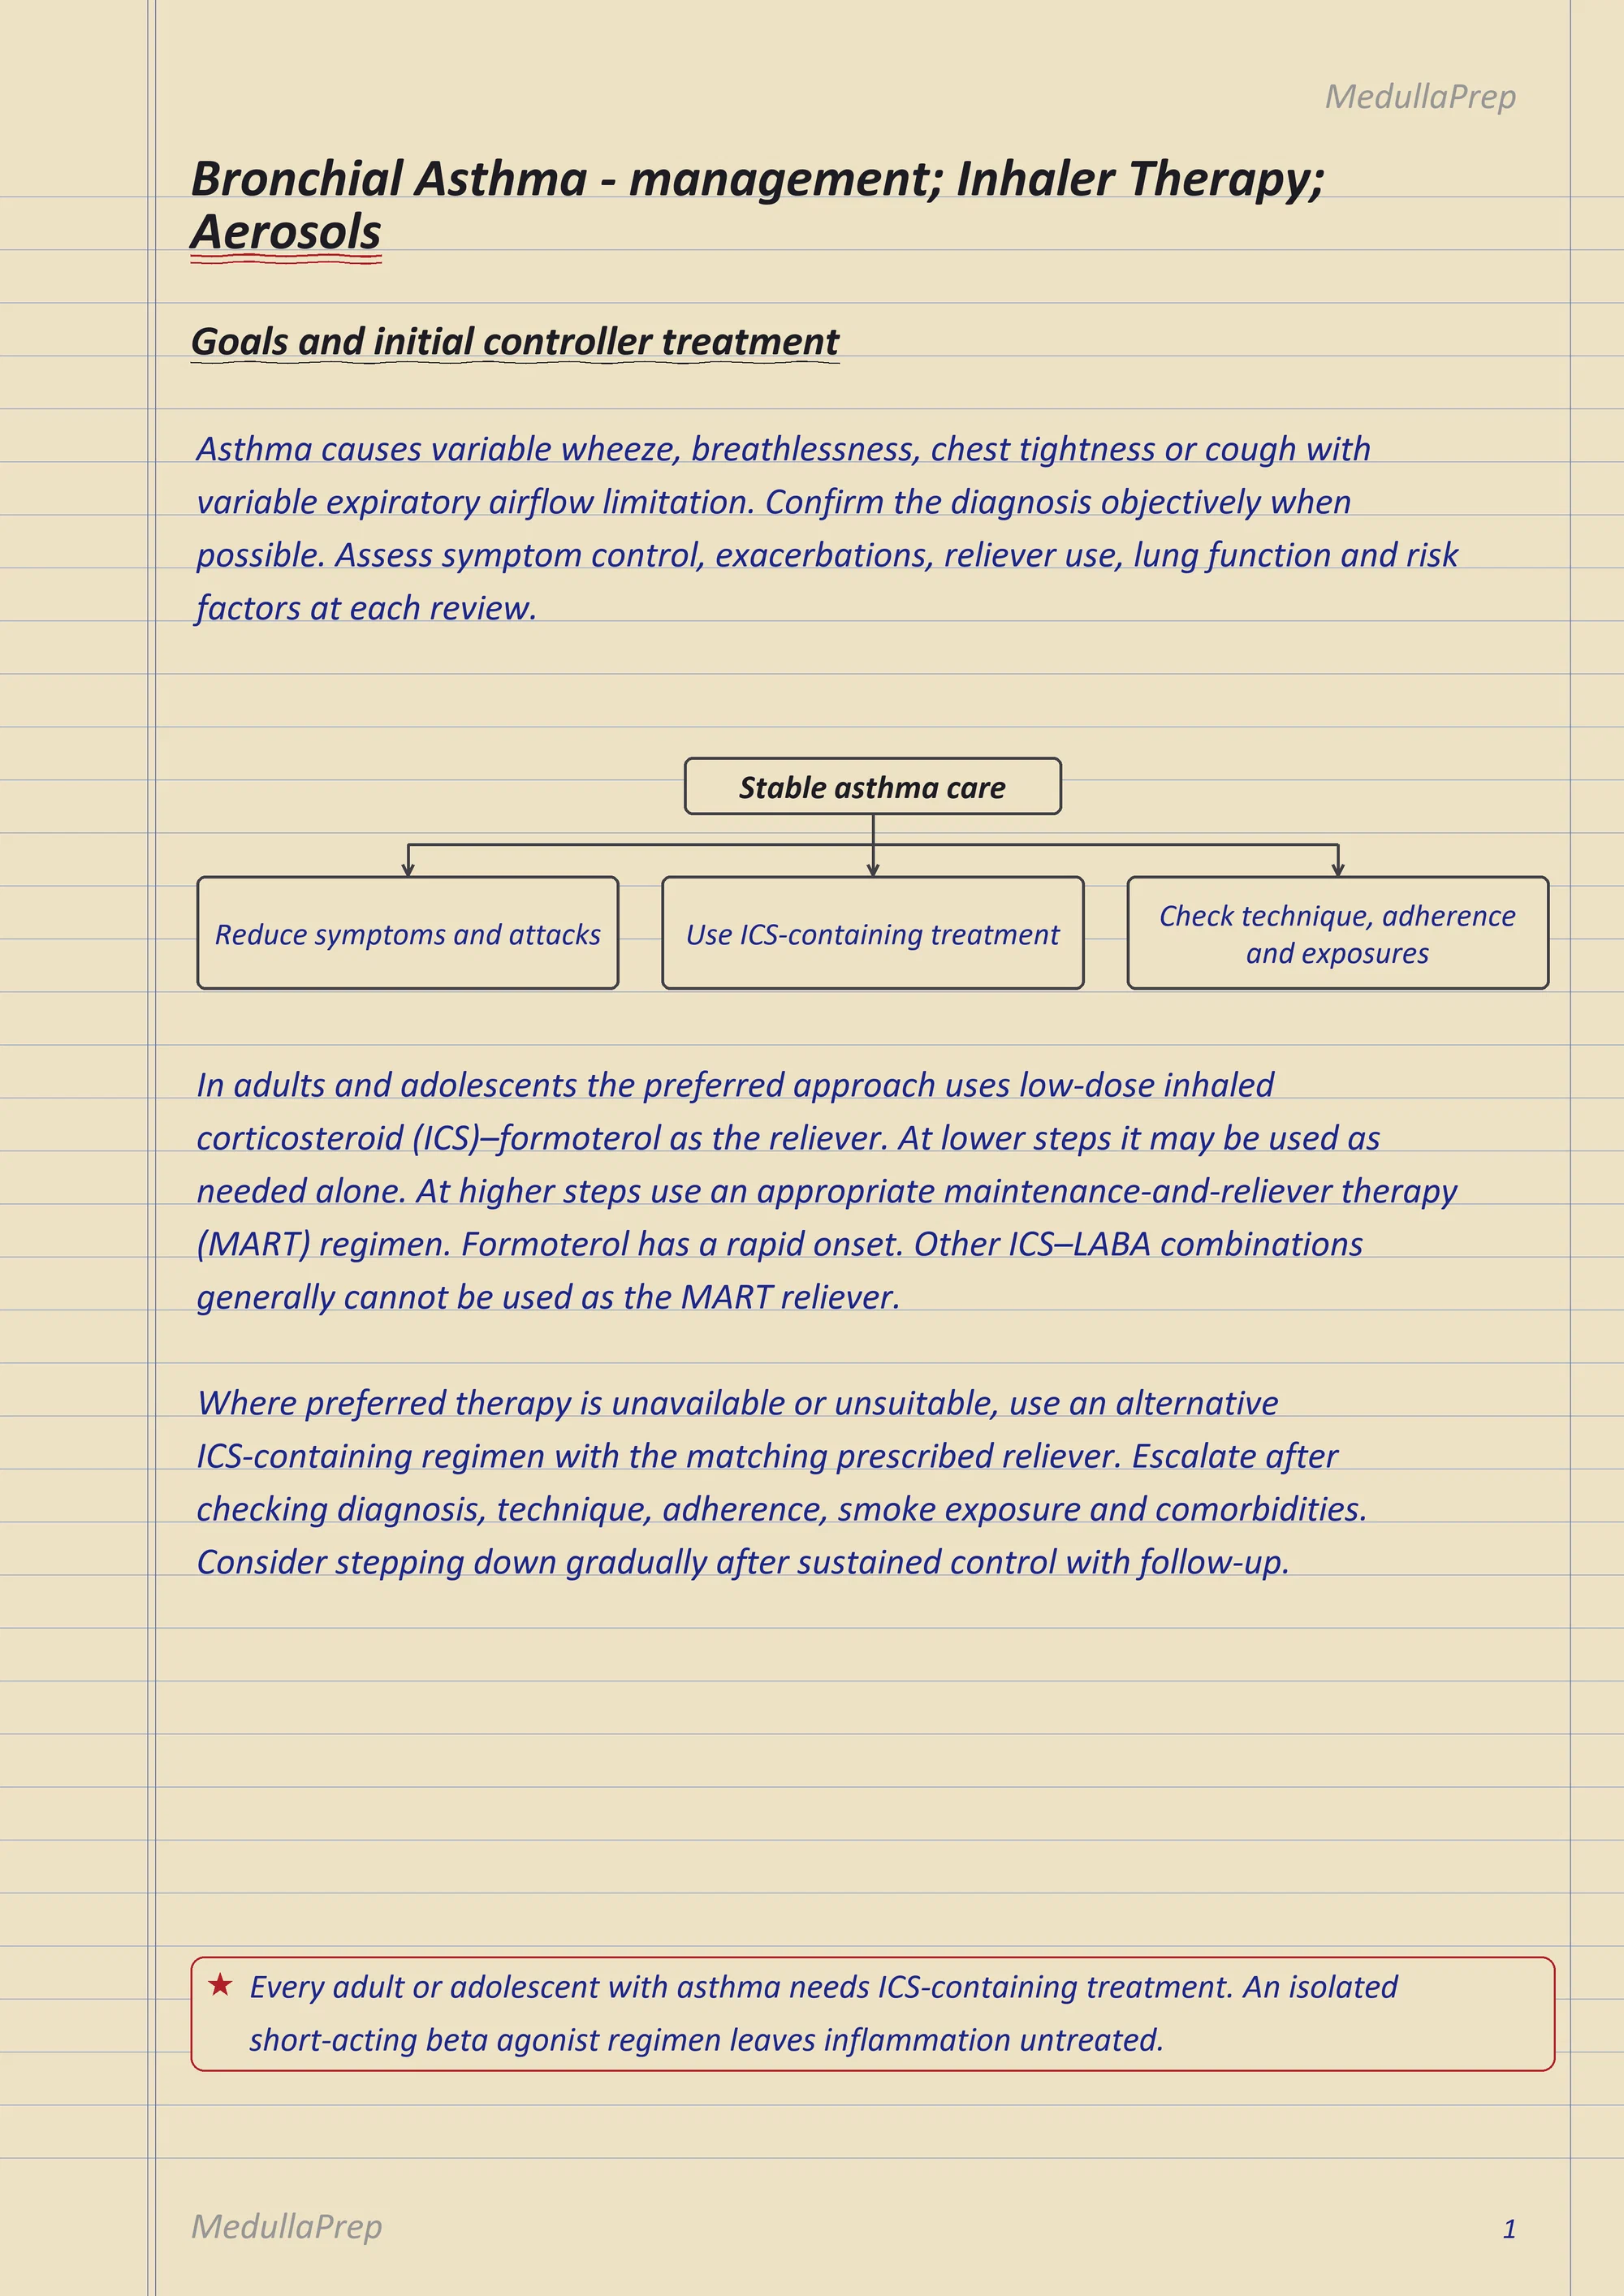 MedullaPrep
Bronchial Asthma - management; Inhaler Therapy;
Aerosols
Goals and initial controller treatment
Asthma causes variable wheeze, breathlessness, chest tightness or cough with
variable expiratory airflow limitation. Confirm the diagnosis objectively when
possible. Assess symptom control, exacerbations, reliever use, lung function and risk
factors at each review.
Stable asthma care
Reduce symptoms and attacks
Use ICS-containing treatment
Check technique, adherence
and exposures
In adults and adolescents the preferred approach uses low-dose inhaled
corticosteroid (ICS)–formoterol as the reliever. At lower steps it may be used as
needed alone. At higher steps use an appropriate maintenance-and-reliever therapy
(MART) regimen. Formoterol has a rapid onset. Other ICS–LABA combinations
generally cannot be used as the MART reliever.
Where preferred therapy is unavailable or unsuitable, use an alternative
ICS-containing regimen with the matching prescribed reliever. Escalate after
checking diagnosis, technique, adherence, smoke exposure and comorbidities.
Consider stepping down gradually after sustained control with follow-up.
★ Every adult or adolescent with asthma needs ICS-containing treatment. An isolated
short-acting beta agonist regimen leaves inflammation untreated.
MedullaPrep
1